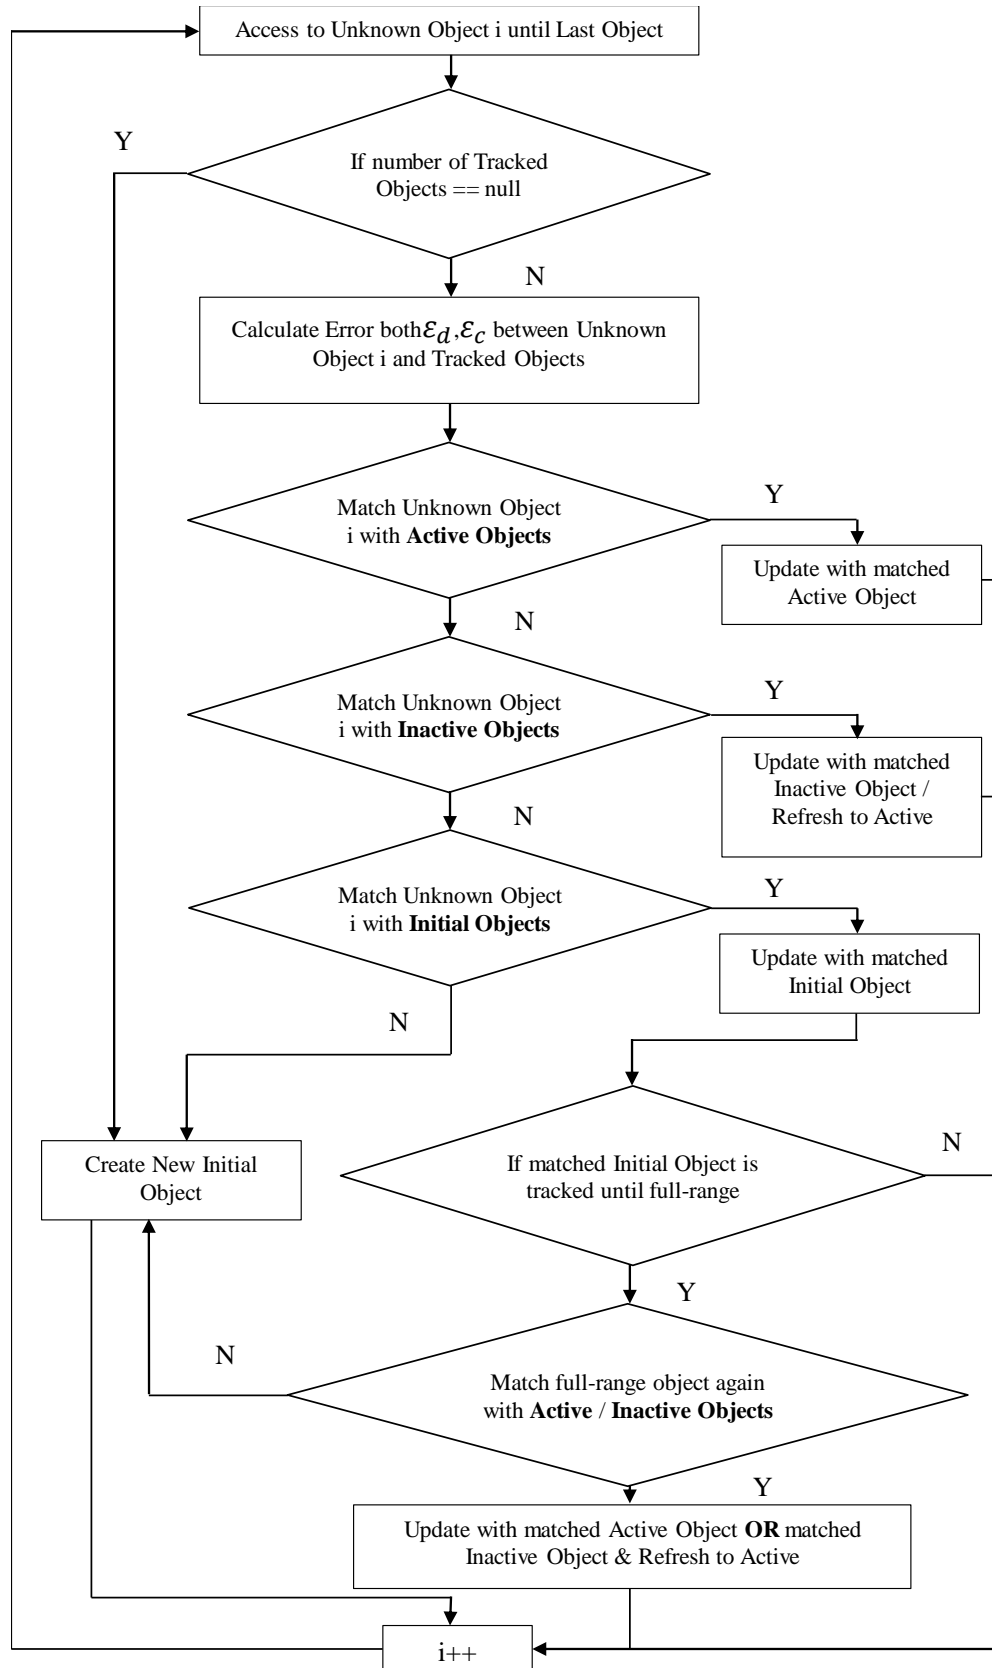 Access to Unknown Object i until Last Object
Y
If number of Tracked
Objects == null
N
Calculate Error both ℰd,ℰc between Unknown
Object i and Tracked Objects
Match Unknown Object
i with Active Objects
Y
Update with matched
Active Object
N
Match Unknown Object
i with Inactive Objects
Y
Update with matched
Inactive Object /
Refresh to Active
N
Match Unknown Object
i with Initial Objects
Y
Update with matched
Initial Object
N
If matched Initial Object is
tracked until full-range
N
Create New Initial
Object
Y
N
Match full-range object again
with Active / Inactive Objects
Y
Update with matched Active Object OR matched
Inactive Object & Refresh to Active
i++